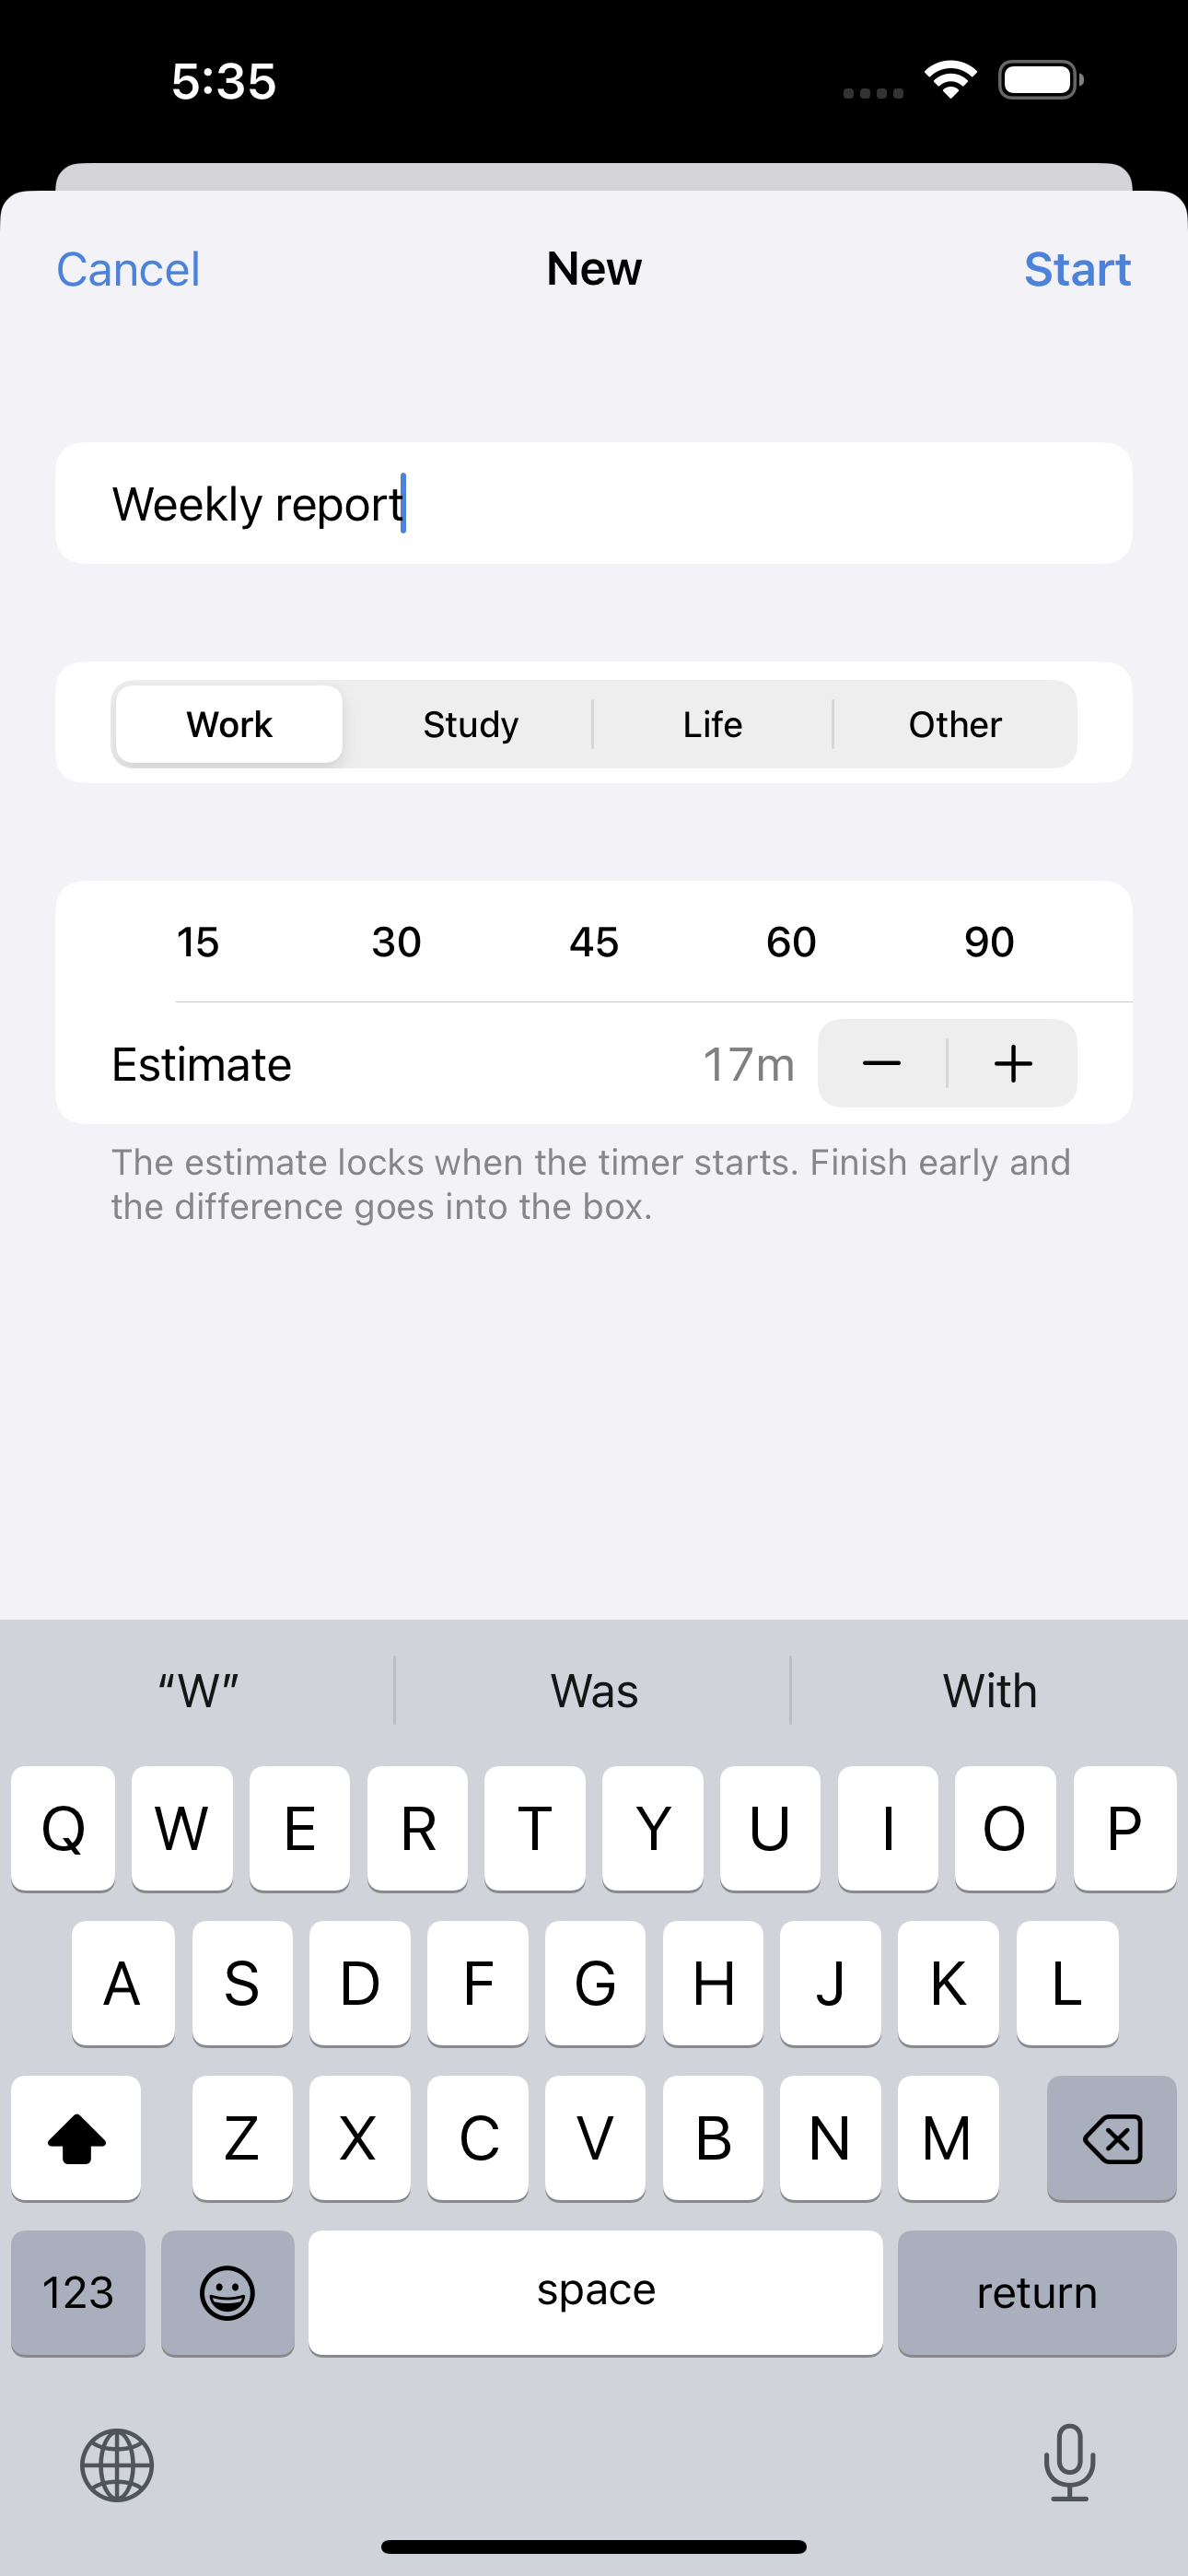 5:35
Cancel New Start
Weekly report
Work Study Life Other
15 30 45 60 90
Estimate 17m
The estimate locks when the timer starts. Finish early and
the difference goes into the box.
“W” Was With
Q W E R T Y U I O P
A S D F G H J K L
Z X C V B N M
123 space return